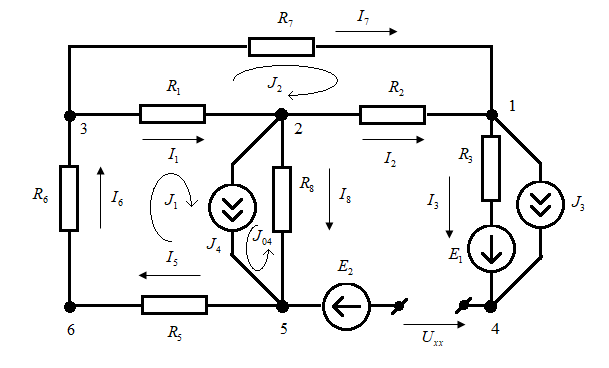 R7 I7
J2
R1 R2 1
3 2
I1 I2 R3
R6 I6 J1 R8 I8 I3 J3
J4 J04 E1
I5 E2
6 R5 5 Uxx 4